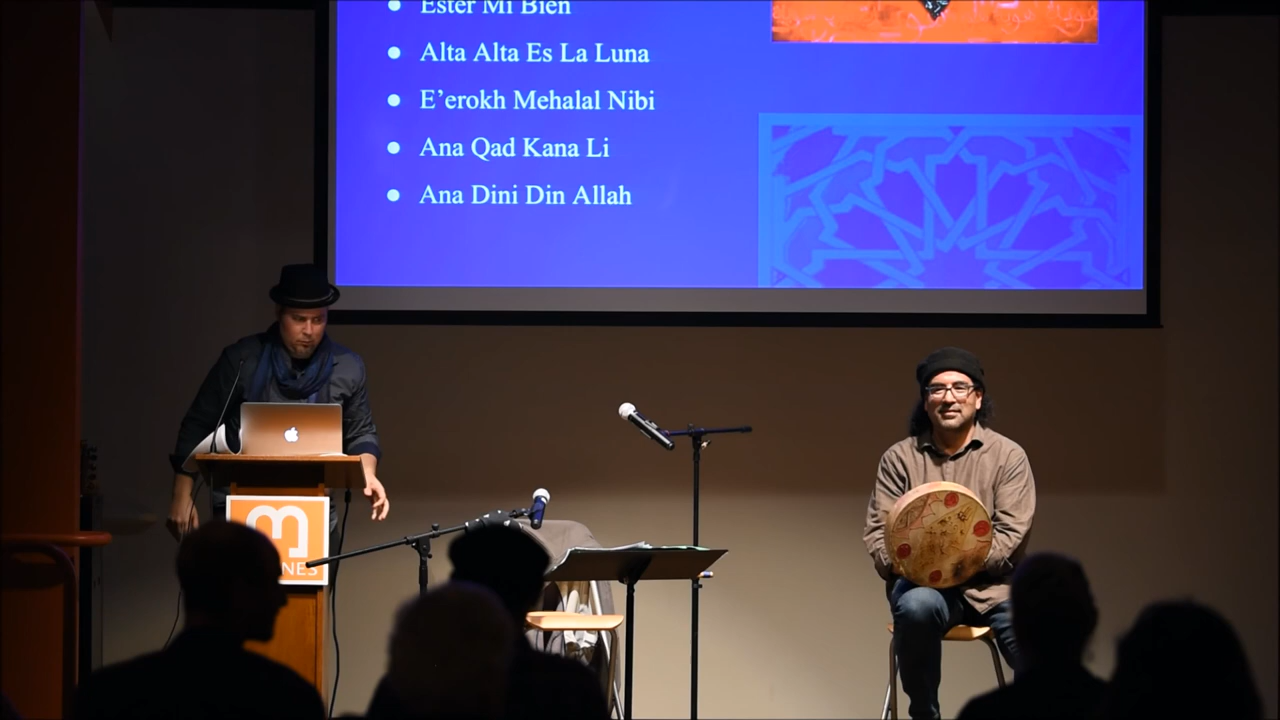 Ester Mi Bien
Alta Alta Es La Luna
E’erokh Mehalal Nibi
Ana Qad Kana Li
Ana Dini Din Allah
m
NES